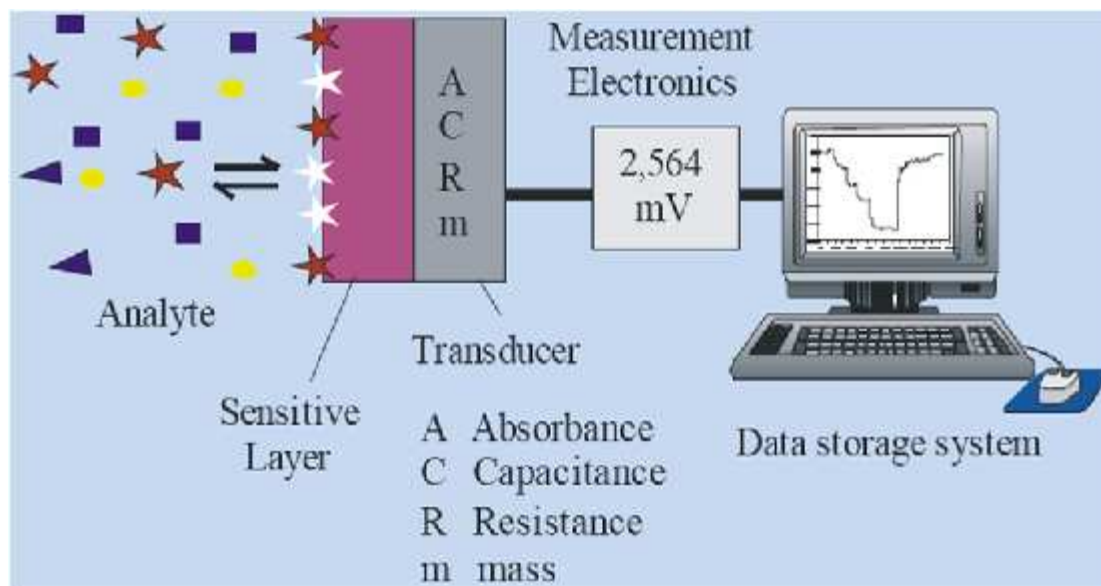 Measurement
Electronics
A
C
R
m
2,564
mV
Analyte
Transducer
Sensitive
Layer
A Absorbance
C Capacitance
R Resistance
m mass
Data storage system